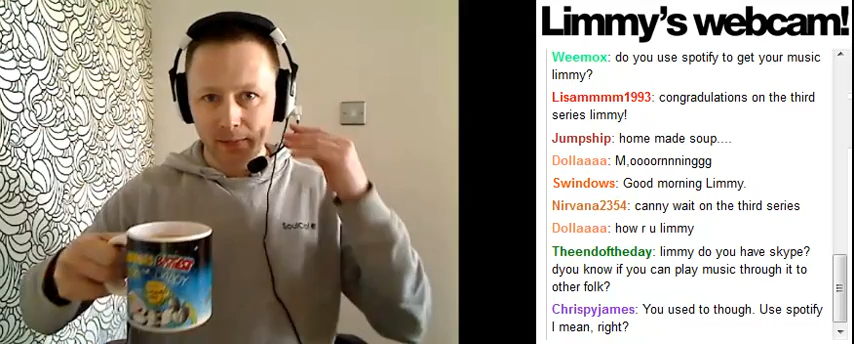 Limmy's webcam!
Weemox: do you use spotify to get your music
limmy?
Lisammmm1993: congradulations on the third
series limmy!
Jumpship: home made soup....
Dollaaaa: M,oooornnninggg
Swindows: Good morning Limmy.
Nirvana2354: canny wait on the third series
Dollaaaa: how r u limmy
Theendoftheday: limmy do you have skype?
dyou know if you can play music through it to
other folk?
Chrispyjames: You used to though. Use spotify
I mean, right?